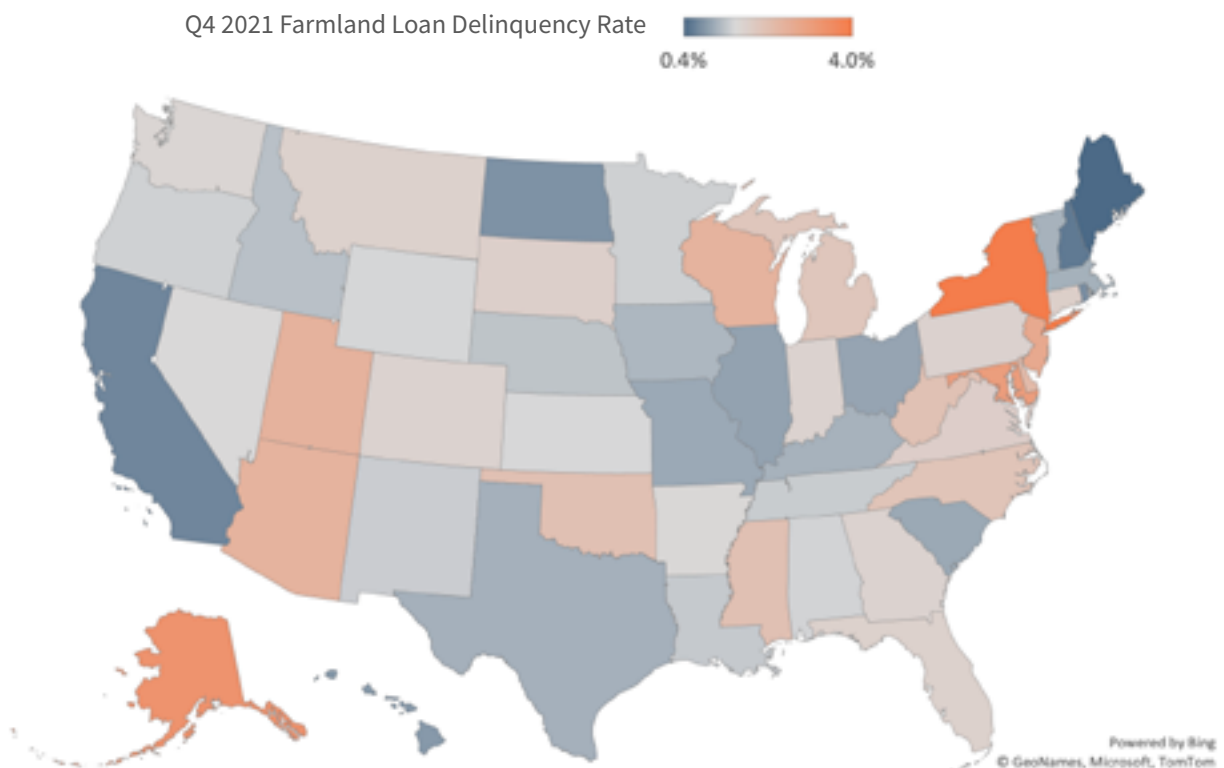 Q4 2021 Farmland Loan Delinquency Rate
0.4% 4.0%
Powered by Bing
© GeoNames, Microsoft, TomTom